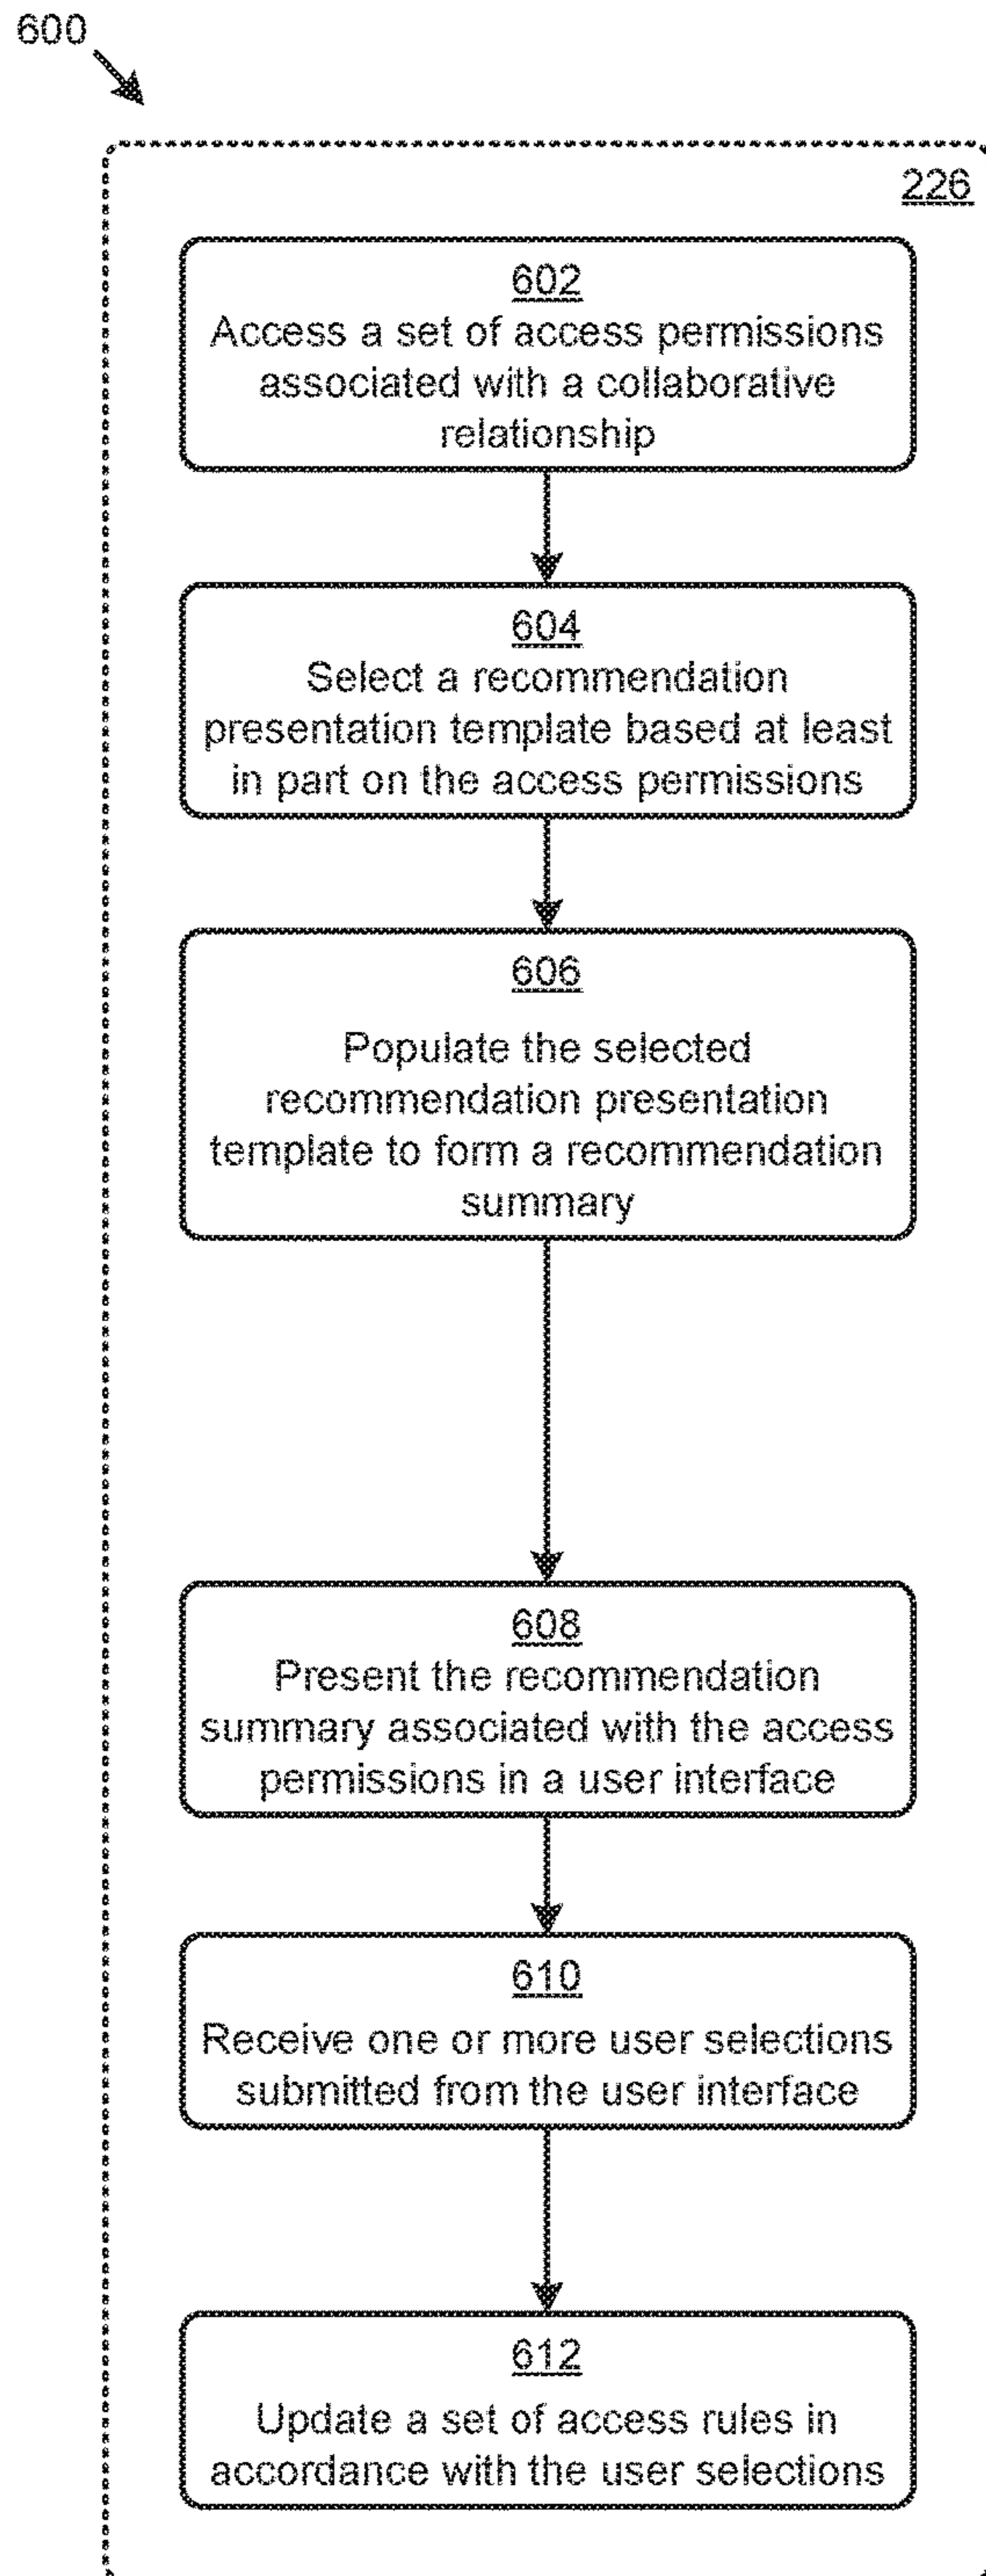 600
226
602
Access a set of access permissions
associated with a collaborative
relationship
604
Select a recommendation
presentation template based at least
in part on the access permissions
606
Populate the selected
recommendation presentation
template to form a recommendation
summary
608
Present the recommendation
summary associated with the access
permissions in a user interface
610
Receive one or more user selections
submitted from the user interface
612
Update a set of access rules in
accordance with the user selections